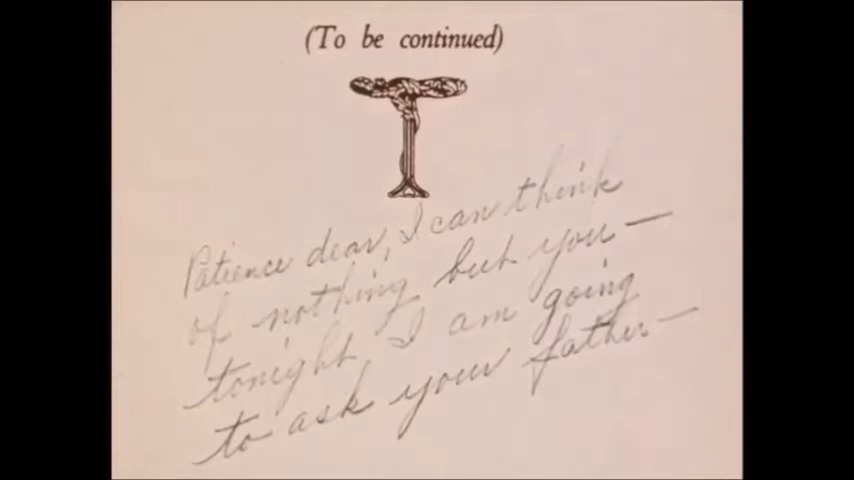 (To be continued)
Patience dear, I can think
of nothing but you —
tonight I am going
to ask your father —